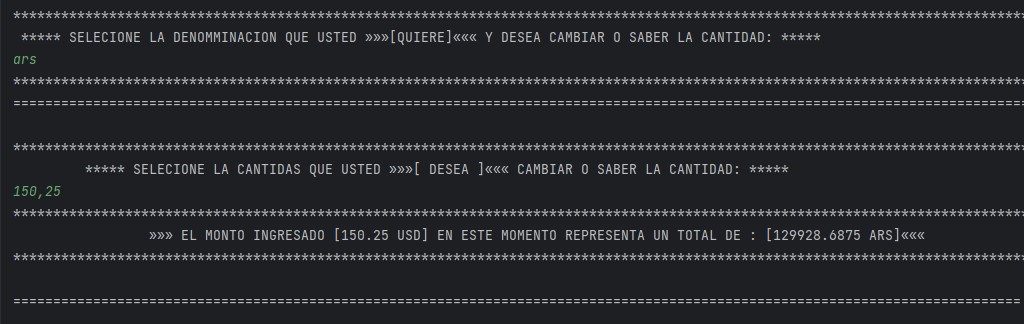 ********************************************************************************************************************************
***** SELECIONE LA DENOMMINACION QUE USTED »»»[QUIERE]««« Y DESEA CAMBIAR O SABER LA CANTIDAD: *****
ars
********************************************************************************************************************************
==============================================================================================================================
********************************************************************************************************************************
***** SELECIONE LA CANTIDAS QUE USTED »»»[ DESEA ]««« CAMBIAR O SABER LA CANTIDAD: *****
150,25
********************************************************************************************************************************
»»» EL MONTO INGRESADO [150.25 USD] EN ESTE MOMENTO REPRESENTA UN TOTAL DE : [129928.6875 ARS]«««
********************************************************************************************************************************
==============================================================================================================================